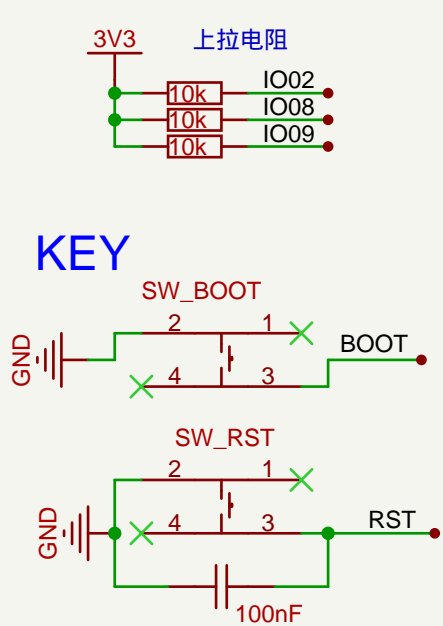 3V3 上拉电阻
10k IO02
10k IO08
10k IO09
KEY
SW_BOOT
2 1
GND BOOT
4 3
SW_RST
2 1
GND 4 3 RST
100nF